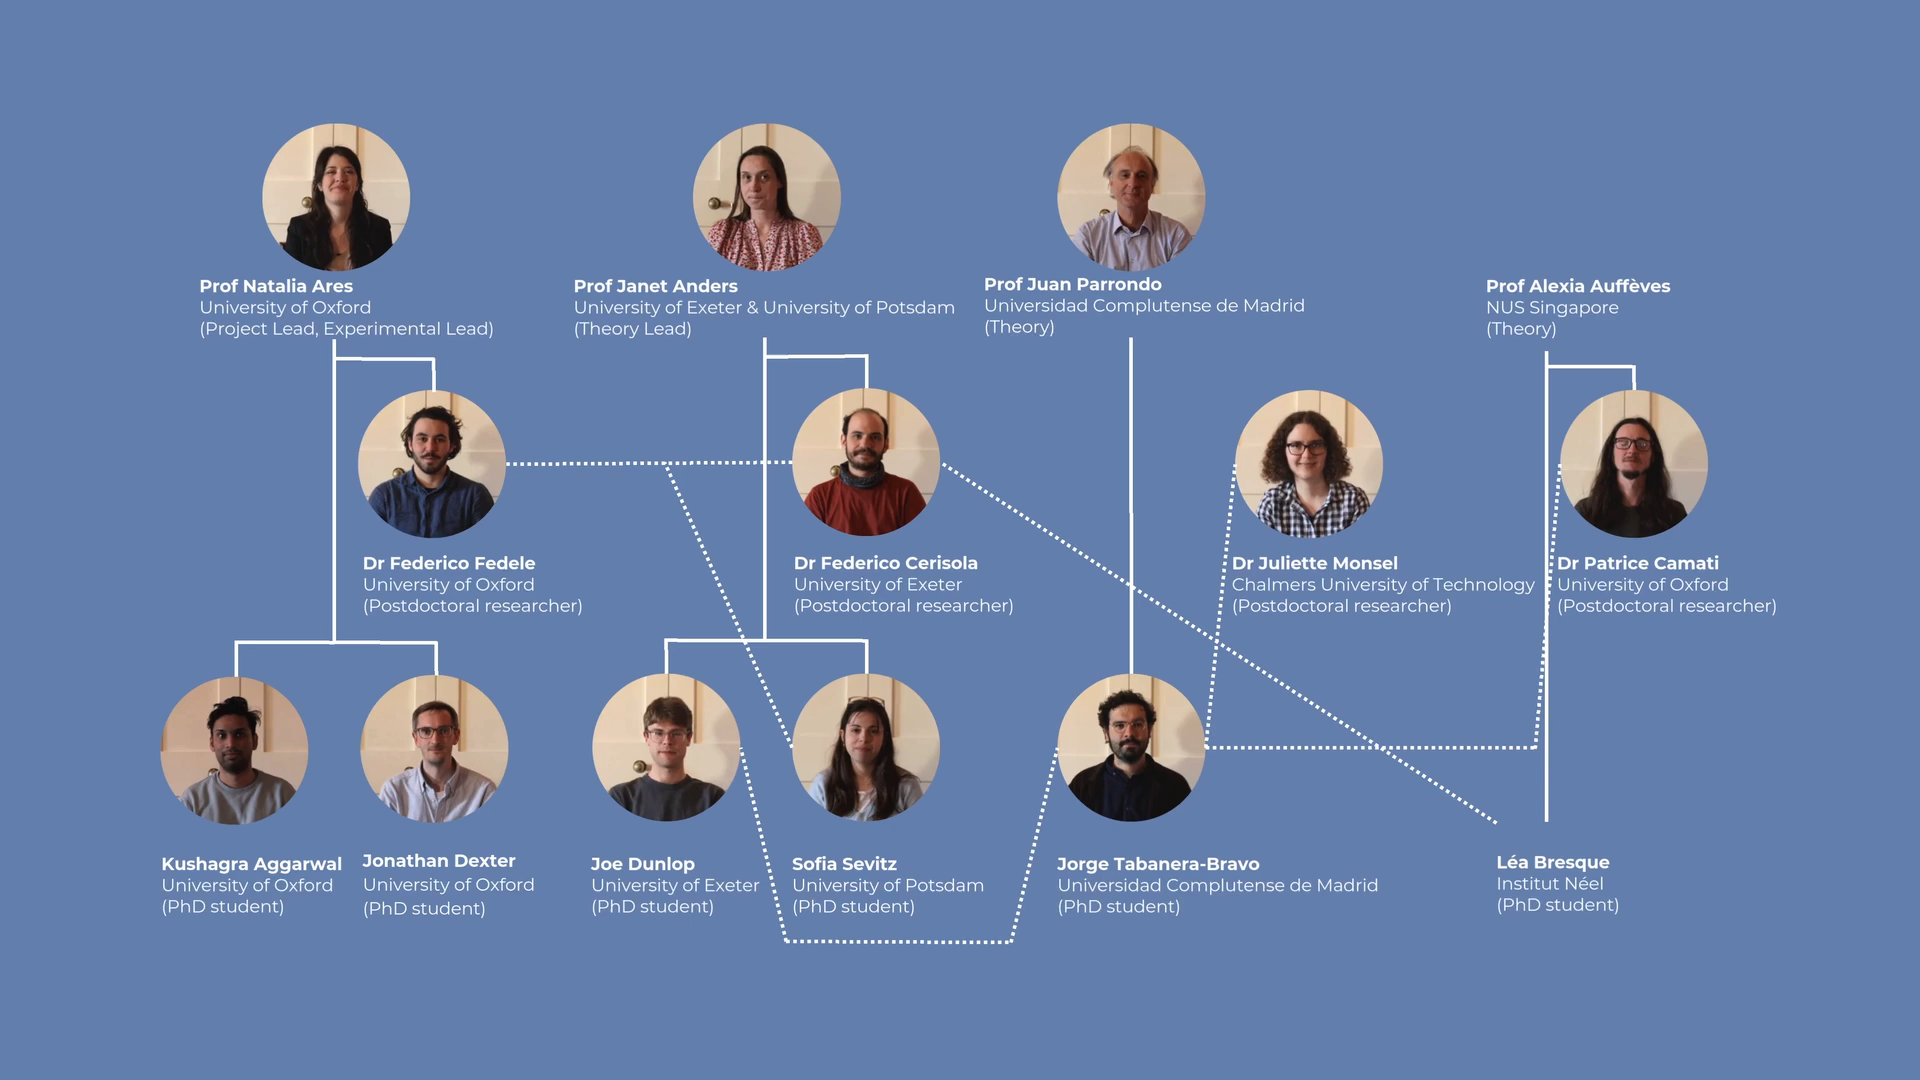 Prof Natalia Ares
University of Oxford
(Project Lead, Experimental Lead)
Prof Janet Anders
University of Exeter & University of Potsdam
(Theory Lead)
Prof Juan Parrondo
Universidad Complutense de Madrid
(Theory)
Prof Alexia Auffèves
NUS Singapore
(Theory)
Dr Federico Fedele
University of Oxford
(Postdoctoral researcher)
Dr Federico Cerisola
University of Exeter
(Postdoctoral researcher)
Dr Juliette Monsel
Chalmers University of Technology
(Postdoctoral researcher)
Dr Patrice Camati
University of Oxford
(Postdoctoral researcher)
Kushagra Aggarwal
University of Oxford
(PhD student)
Jonathan Dexter
University of Oxford
(PhD student)
Joe Dunlop
University of Exeter
(PhD student)
Sofia Sevitz
University of Potsdam
(PhD student)
Jorge Tabanera-Bravo
Universidad Complutense de Madrid
(PhD student)
Léa Bresque
Institut Néel
(PhD student)